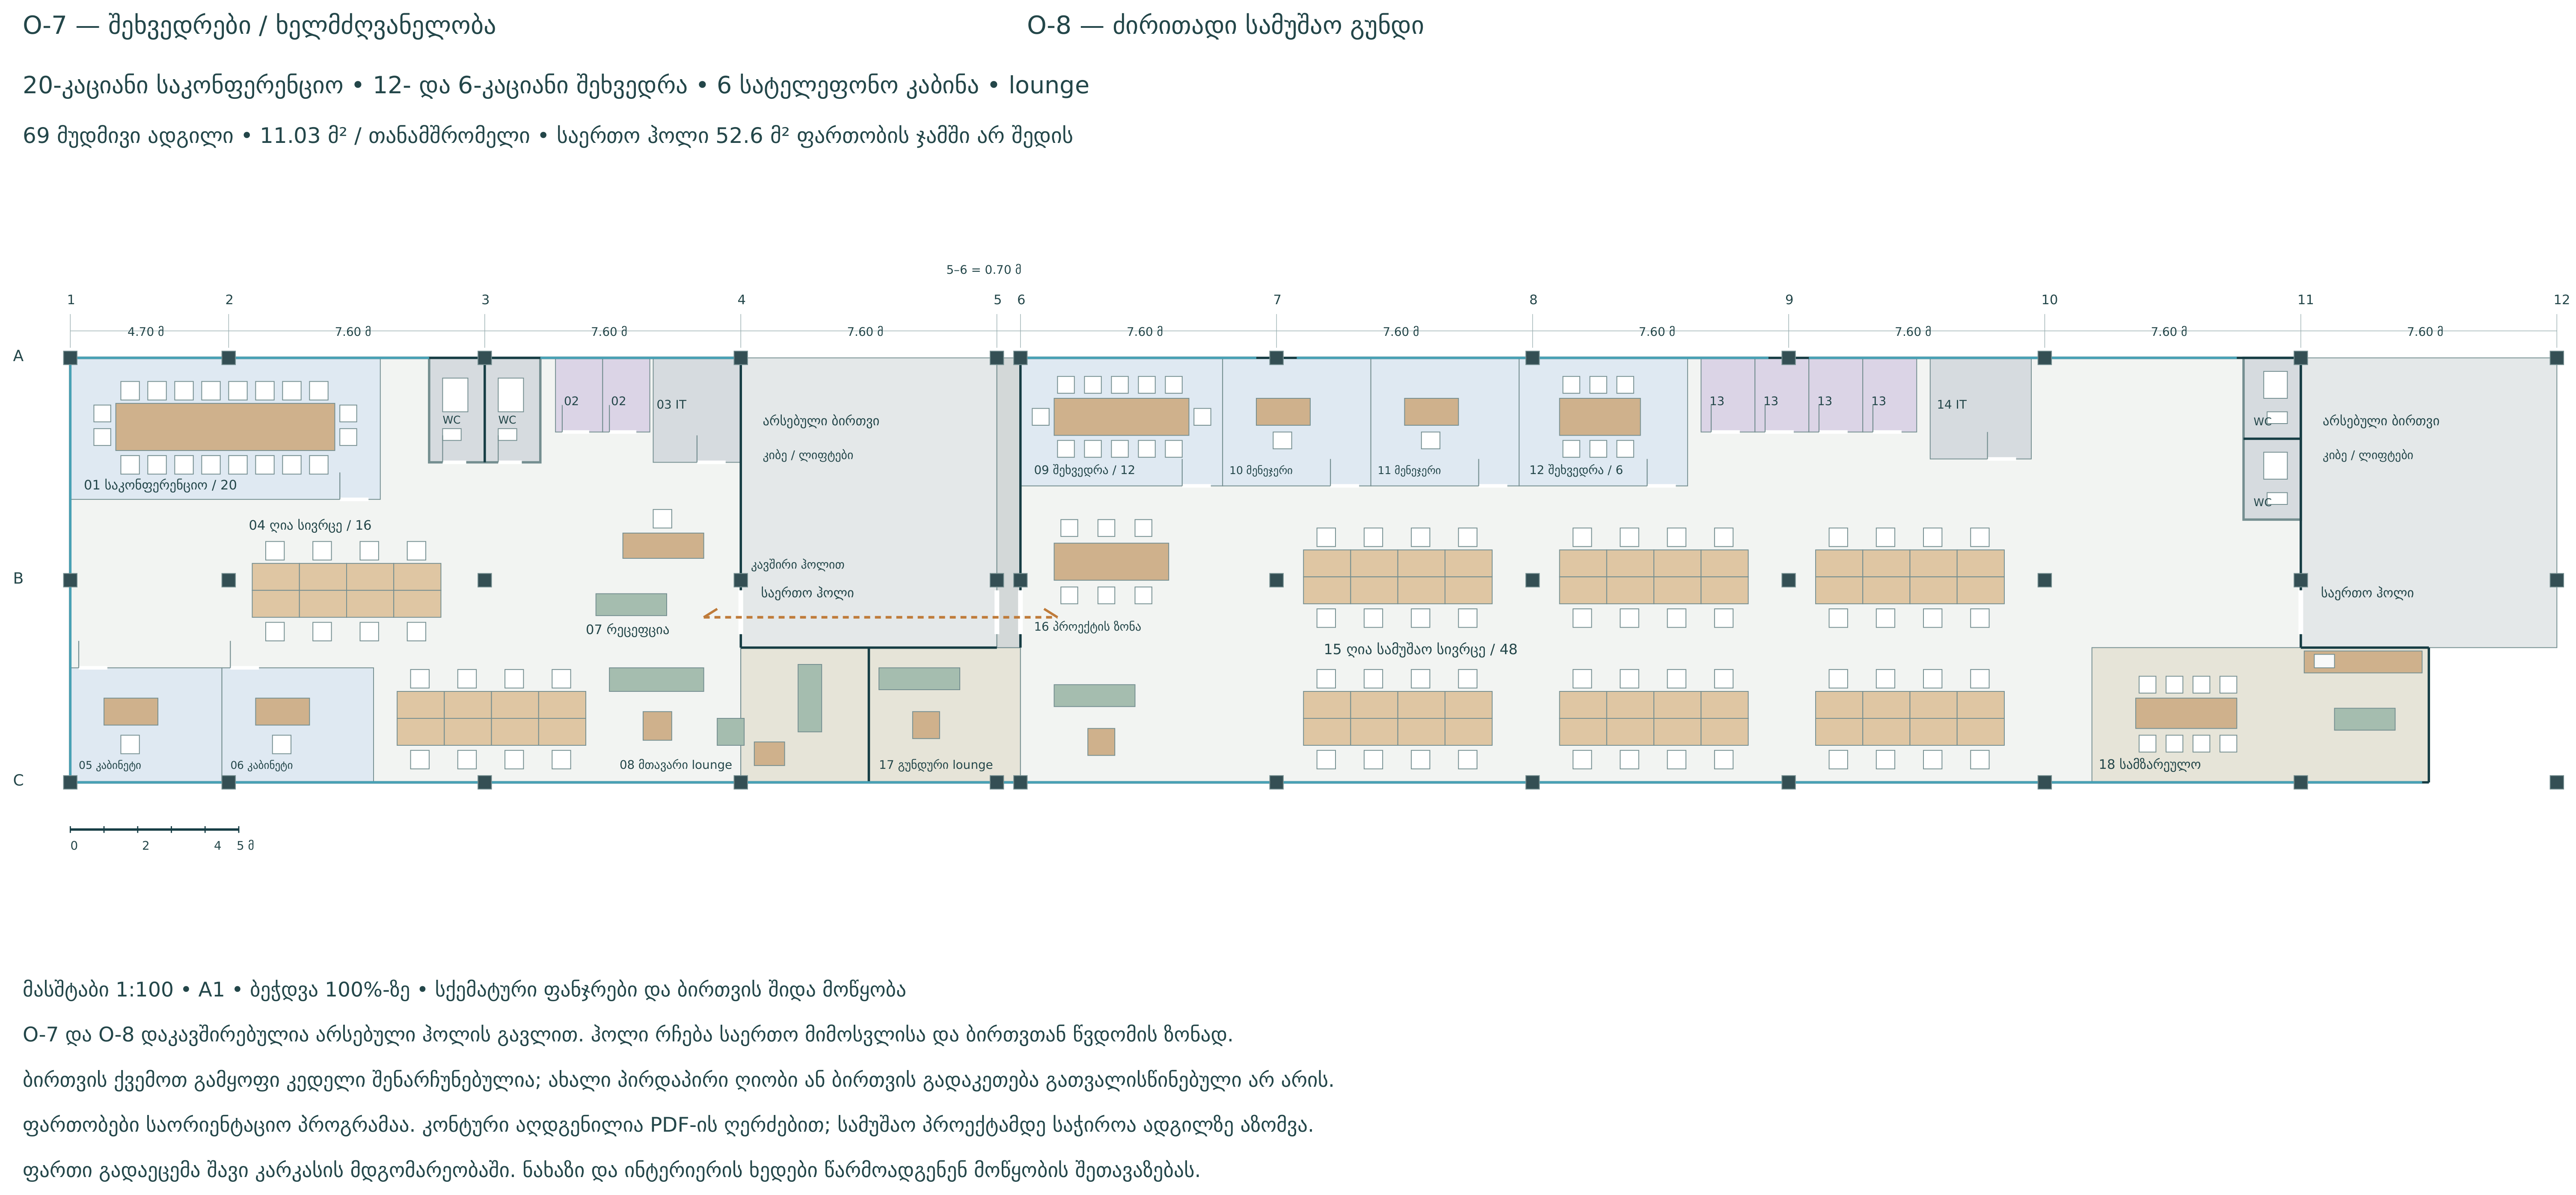 O-7 — შეხვედრები / ხელმძღვანელობა
O-8 — ძირითადი სამუშაო გუნდი
20-კაციანი საკონფერენციო • 12- და 6-კაციანი შეხვედრა • 6 სატელეფონო კაბინა • lounge
69 მუდმივი ადგილი • 11.03 მ² / თანამშრომელი • საერთო ჰოლი 52.6 მ² ფართობის ჯამში არ შედის
5–6 = 0.70 მ
1 2 3 4 5 6 7 8 9 10 11 12
4.70 მ 7.60 მ 7.60 მ 7.60 მ 7.60 მ 7.60 მ 7.60 მ 7.60 მ 7.60 მ 7.60 მ
A
02 02 03 IT
13 13 13 13 14 IT
WC WC
არსებული ბირთვი
WC
არსებული ბირთვი
კიბე / ლიფტები
კიბე / ლიფტები
09 შეხვედრა / 12
10 მენეჯერი
11 მენეჯერი
12 შეხვედრა / 6
01 საკონფერენციო / 20
WC
04 ღია სივრცე / 16
კავშირი ჰოლით
B
საერთო ჰოლი
საერთო ჰოლი
07 რეცეფცია
16 პროექტის ზონა
15 ღია სამუშაო სივრცე / 48
05 კაბინეტი
06 კაბინეტი
08 მთავარი lounge
17 გუნდური lounge
18 სამზარეულო
C
0 2 4 5 მ
მასშტაბი 1:100 • A1 • ბეჭდვა 100%-ზე • სქემატური ფანჯრები და ბირთვის შიდა მოწყობა
O-7 და O-8 დაკავშირებულია არსებული ჰოლის გავლით. ჰოლი რჩება საერთო მიმოსვლისა და ბირთვთან წვდომის ზონად.
ბირთვის ქვემოთ გამყოფი კედელი შენარჩუნებულია; ახალი პირდაპირი ღიობი ან ბირთვის გადაკეთება გათვალისწინებული არ არის.
ფართობები საორიენტაციო პროგრამაა. კონტური აღდგენილია PDF-ის ღერძებით; სამუშაო პროექტამდე საჭიროა ადგილზე აზომვა.
ფართი გადაეცემა შავი კარკასის მდგომარეობაში. ნახაზი და ინტერიერის ხედები წარმოადგენენ მოწყობის შეთავაზებას.